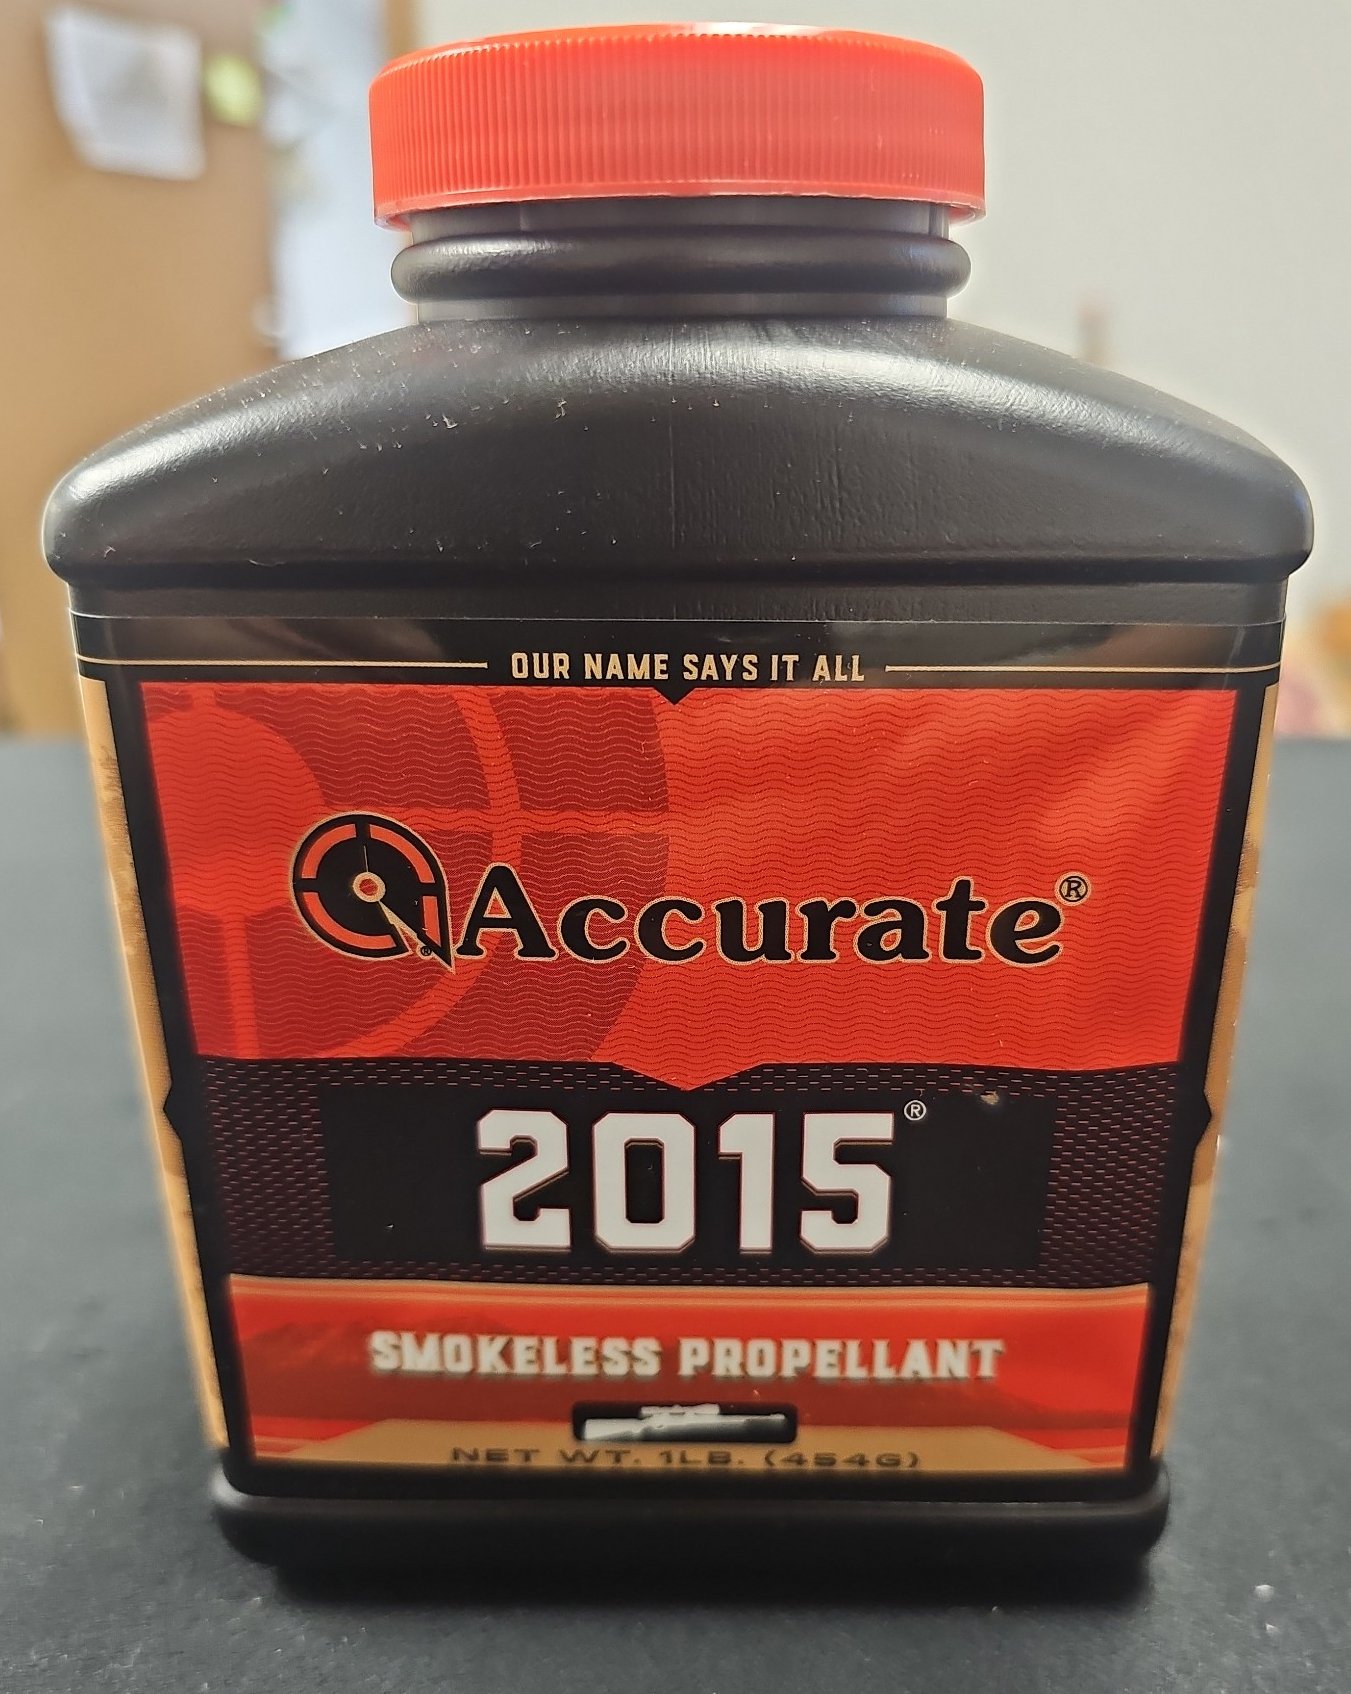 OUR NAME SAYS IT ALL
Accurate®
2015®
SMOKELESS PROPELLANT
NET WT. 1LB. (454G)